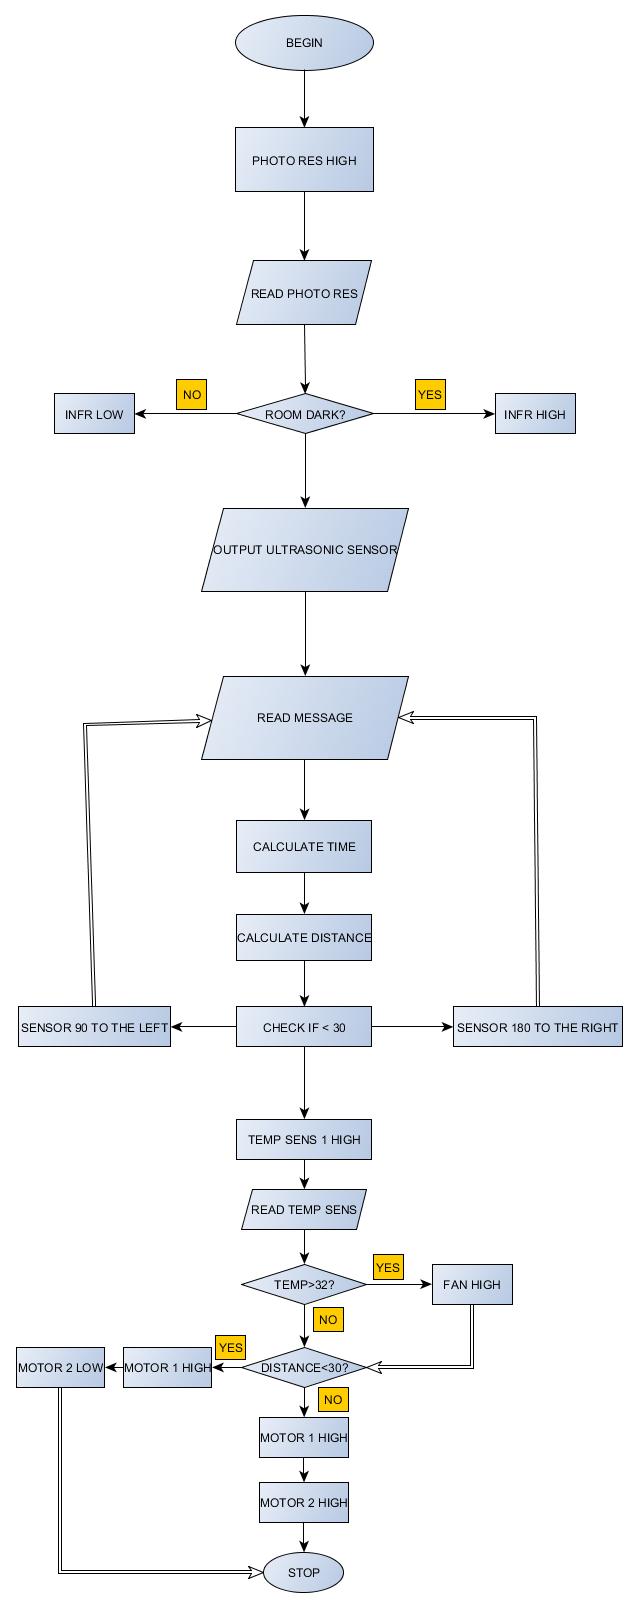 BEGIN
PHOTO RES HIGH
READ PHOTO RES
NO
YES
INFR LOW
ROOM DARK?
INFR HIGH
OUTPUT ULTRASONIC SENSOR
READ MESSAGE
CALCULATE TIME
CALCULATE DISTANCE
SENSOR 90 TO THE LEFT
CHECK IF < 30
SENSOR 180 TO THE RIGHT
TEMP SENS 1 HIGH
READ TEMP SENS
YES
TEMP>32?
FAN HIGH
NO
YES
MOTOR 2 LOW
MOTOR 1 HIGH
DISTANCE<30?
NO
MOTOR 1 HIGH
MOTOR 2 HIGH
STOP